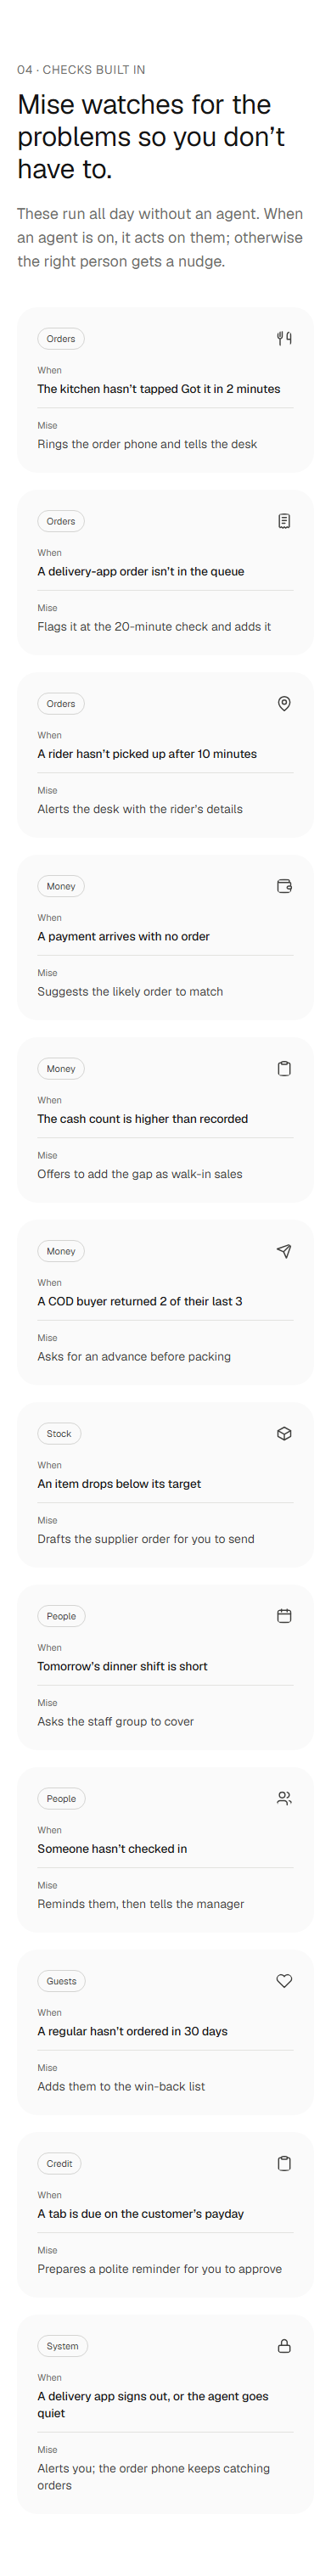 04 · CHECKS BUILT IN
Mise watches for the
problems so you don’t
have to.
These run all day without an agent. When
an agent is on, it acts on them; otherwise
the right person gets a nudge.
Orders
When
The kitchen hasn’t tapped Got it in 2 minutes
Mise
Rings the order phone and tells the desk
Orders
When
A delivery-app order isn’t in the queue
Mise
Flags it at the 20-minute check and adds it
Orders
When
A rider hasn’t picked up after 10 minutes
Mise
Alerts the desk with the rider’s details
Money
When
A payment arrives with no order
Mise
Suggests the likely order to match
Money
When
The cash count is higher than recorded
Mise
Offers to add the gap as walk-in sales
Money
When
A COD buyer returned 2 of their last 3
Mise
Asks for an advance before packing
Stock
When
An item drops below its target
Mise
Drafts the supplier order for you to send
People
When
Tomorrow’s dinner shift is short
Mise
Asks the staff group to cover
People
When
Someone hasn’t checked in
Mise
Reminds them, then tells the manager
Guests
When
A regular hasn’t ordered in 30 days
Mise
Adds them to the win-back list
Credit
When
A tab is due on the customer’s payday
Mise
Prepares a polite reminder for you to approve
System
When
A delivery app signs out, or the agent goes
quiet
Mise
Alerts you; the order phone keeps catching
orders